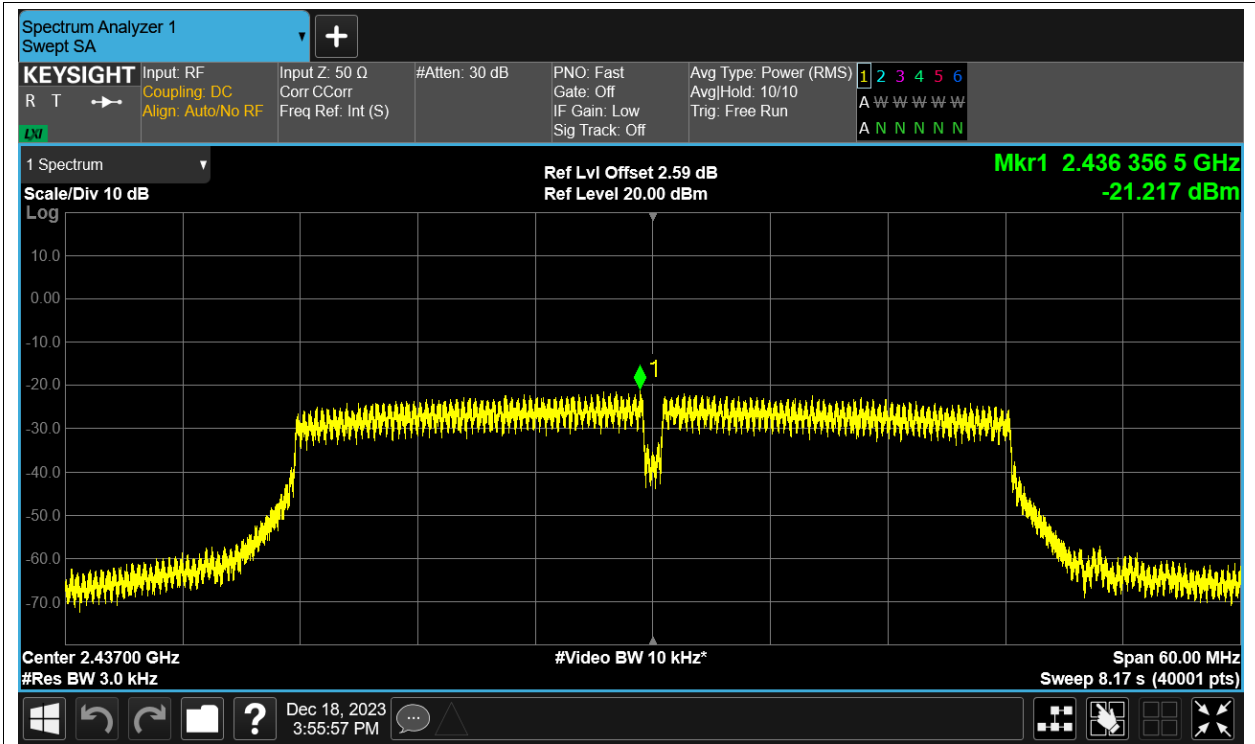 Spectrum Analyzer 1
Swept SA
KEYSIGHT
R T
LXI
Input: RF
Coupling: DC
Align: Auto/No RF
Input Z: 50 Ω
Corr CCorr
Freq Ref: Int (S)
#Atten: 30 dB
PNO: Fast
Gate: Off
IF Gain: Low
Sig Track: Off
Avg Type: Power (RMS)
Avg|Hold: 10/10
Trig: Free Run
1 2 3 4 5 6
A W W W W W
A N N N N N
1 Spectrum
Scale/Div 10 dB
Log
Ref Lvl Offset 2.59 dB
Ref Level 20.00 dBm
Mkr1 2.436 356 5 GHz
-21.217 dBm
10.0
0.00
-10.0
-20.0
-30.0
-40.0
-50.0
-60.0
-70.0
1
Center 2.43700 GHz
#Res BW 3.0 kHz
#Video BW 10 kHz*
Span 60.00 MHz
Sweep 8.17 s (40001 pts)
?
Dec 18, 2023
3:55:57 PM